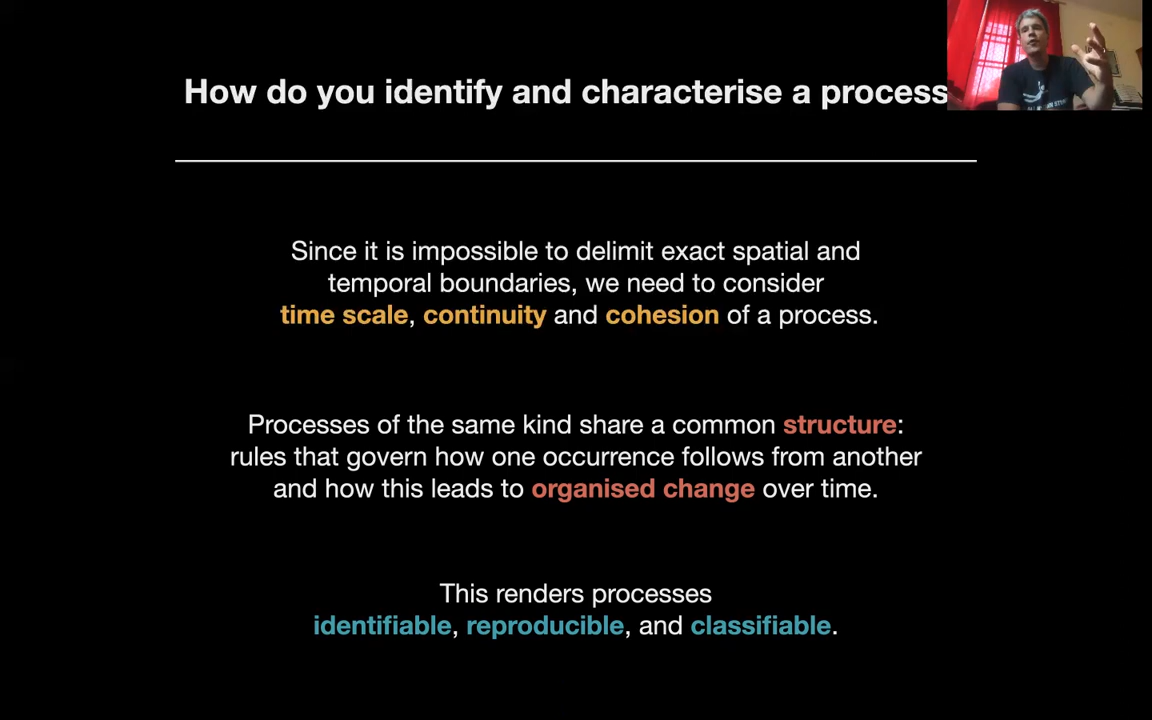 How do you identify and characterise a process
Since it is impossible to delimit exact spatial and
temporal boundaries, we need to consider
time scale, continuity and cohesion of a process.
Processes of the same kind share a common structure:
rules that govern how one occurrence follows from another
and how this leads to organised change over time.
This renders processes
identifiable, reproducible, and classifiable.